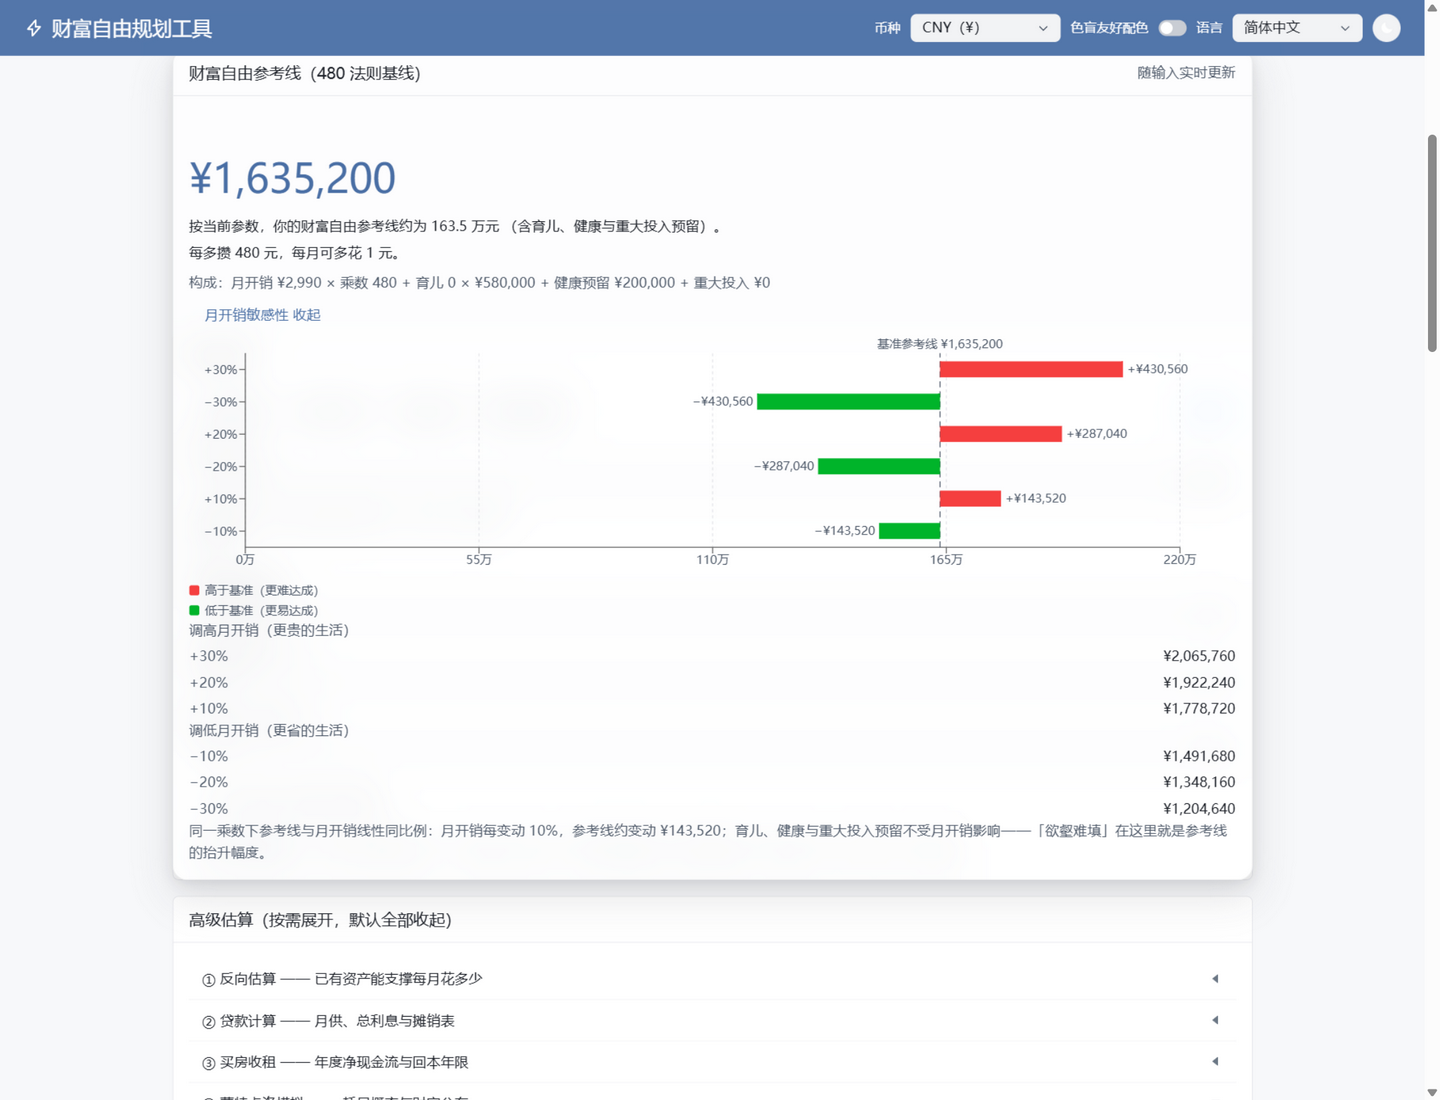 财富自由规划工具
币种 CNY（¥） 色盲友好配色 语言 简体中文
财富自由参考线（480 法则基线） 随输入实时更新
¥1,635,200
按当前参数，你的财富自由参考线约为 163.5 万元 （含育儿、健康与重大投入预留）。
每多攒 480 元，每月可多花 1 元。
构成：月开销 ¥2,990 × 乘数 480 + 育儿 0 × ¥580,000 + 健康预留 ¥200,000 + 重大投入 ¥0
月开销敏感性 收起
基准参考线 ¥1,635,200
+30% +¥430,560
−30% −¥430,560
+20% +¥287,040
−20% −¥287,040
+10% +¥143,520
−10% −¥143,520
0万 55万 110万 165万 220万
高于基准（更难达成）
低于基准（更易达成）
调高月开销（更贵的生活）
+30% ¥2,065,760
+20% ¥1,922,240
+10% ¥1,778,720
调低月开销（更省的生活）
−10% ¥1,491,680
−20% ¥1,348,160
−30% ¥1,204,640
同一乘数下参考线与月开销线性同比例：月开销每变动 10%，参考线约变动 ¥143,520；育儿、健康与重大投入预留不受月开销影响——「欲壑难填」在这里就是参考线
的抬升幅度。
高级估算（按需展开，默认全部收起）
① 反向估算 —— 已有资产能支撑每月花多少
② 贷款计算 —— 月供、总利息与摊销表
③ 买房收租 —— 年度净现金流与回本年限